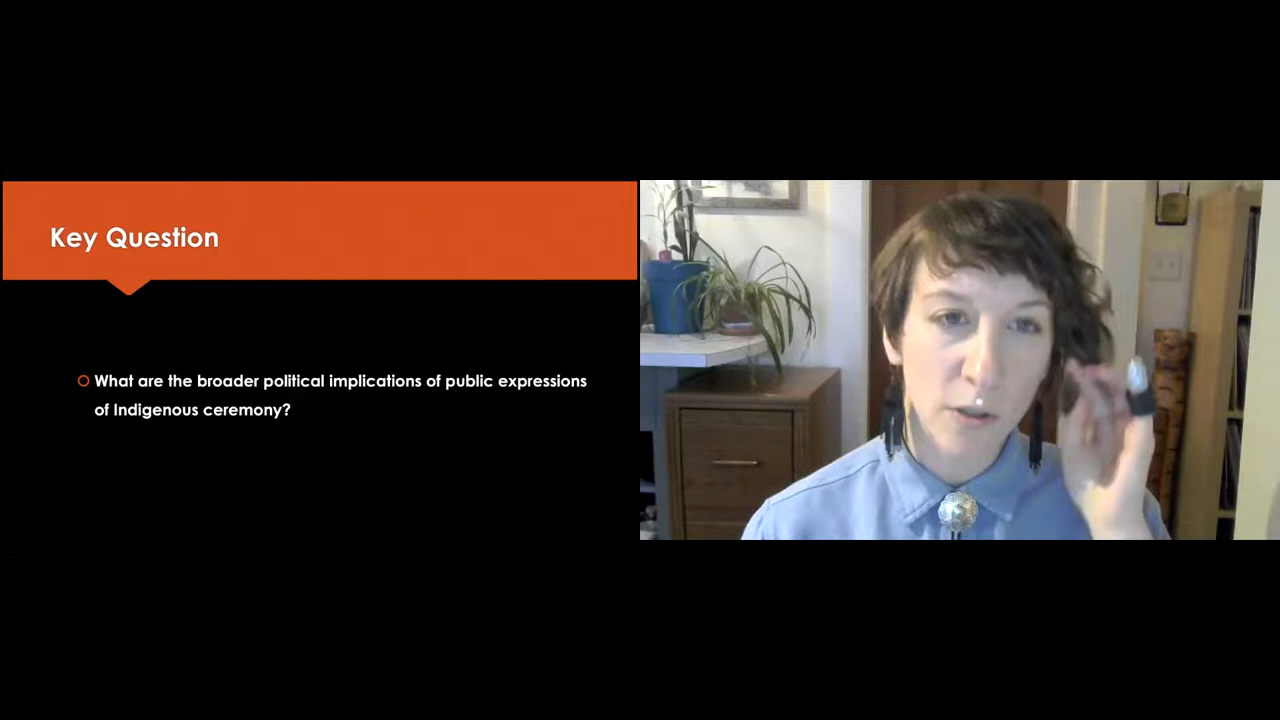 Key Question
What are the broader political implications of public expressions
of Indigenous ceremony?